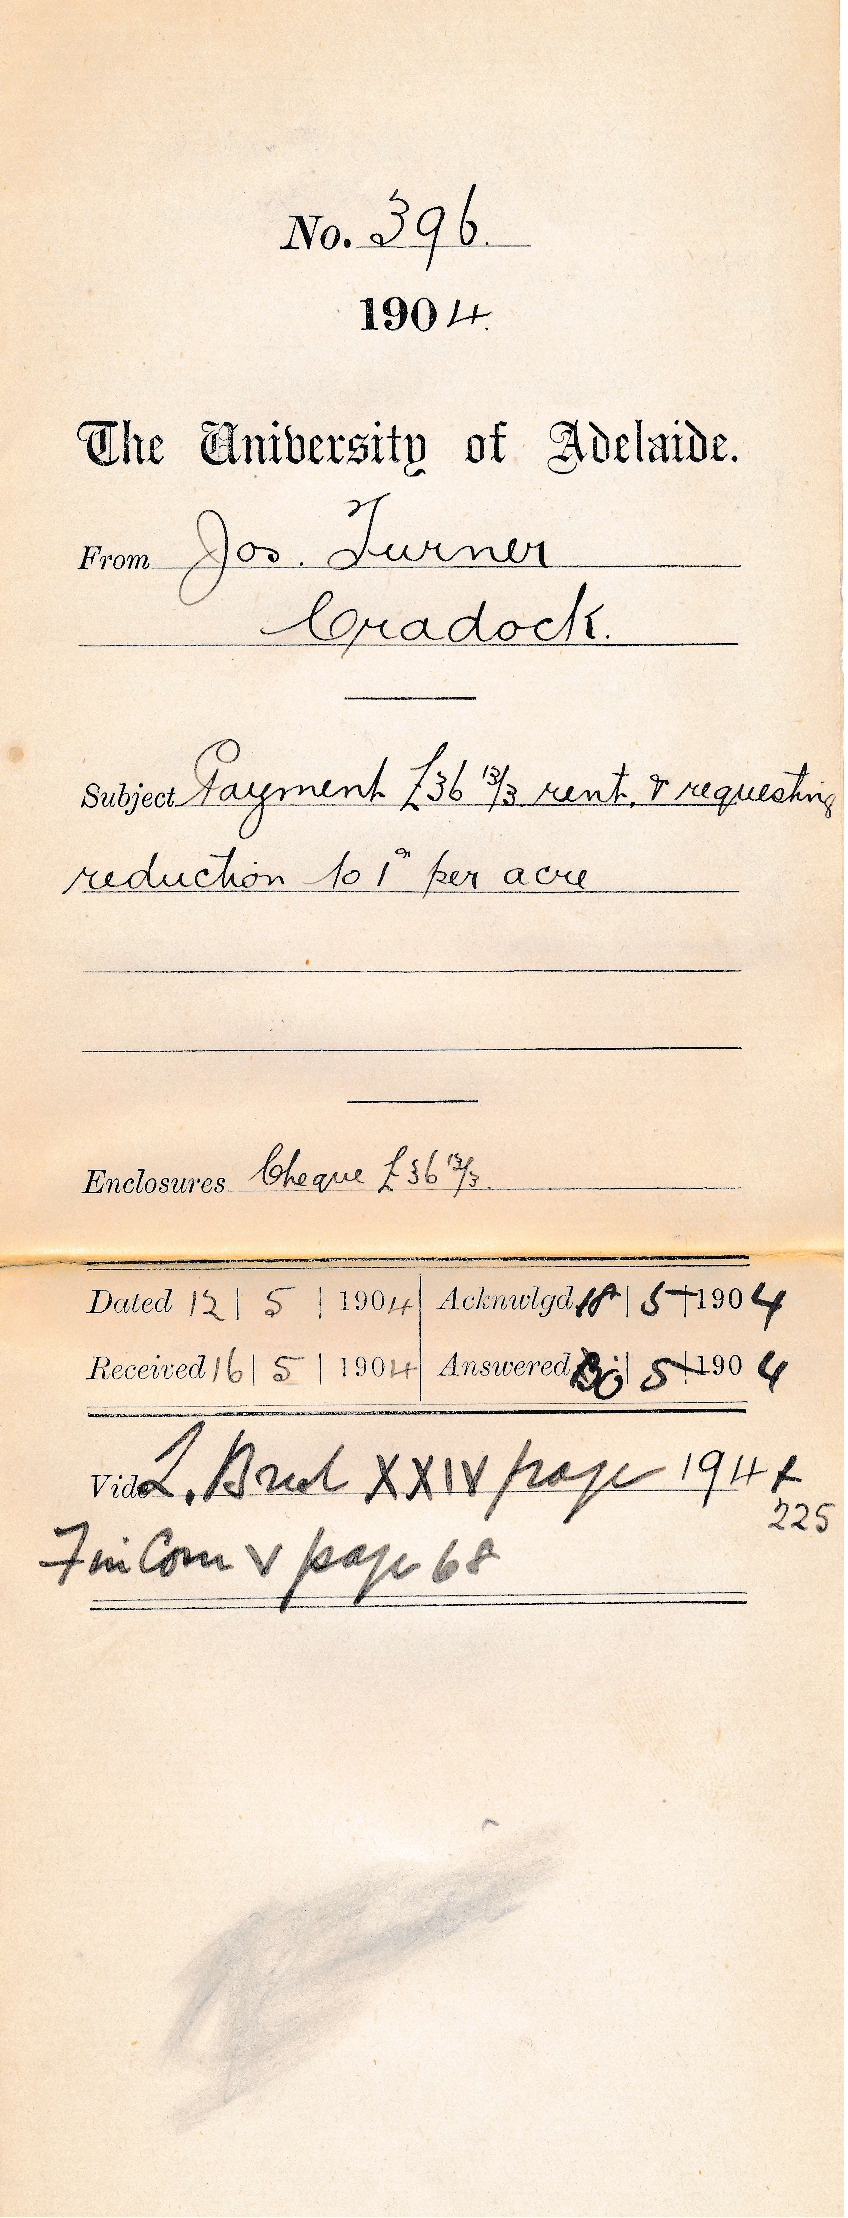 No. 396.
1904.
The University of Adelaide.
From Jos. Turner
Cradock.
Subject Payment £36 13/3 rent, & requesting
reduction to 1d per acre
Enclosures Cheque £36 13/3.
Dated 12 | 5 | 1904 Acknwlgd 18 | 5 | 1904
Received 16 | 5 | 1904 Answered 30 | 5 | 1904
Vide L. Book XXIV page 194 &
225
Fin Com V page 68